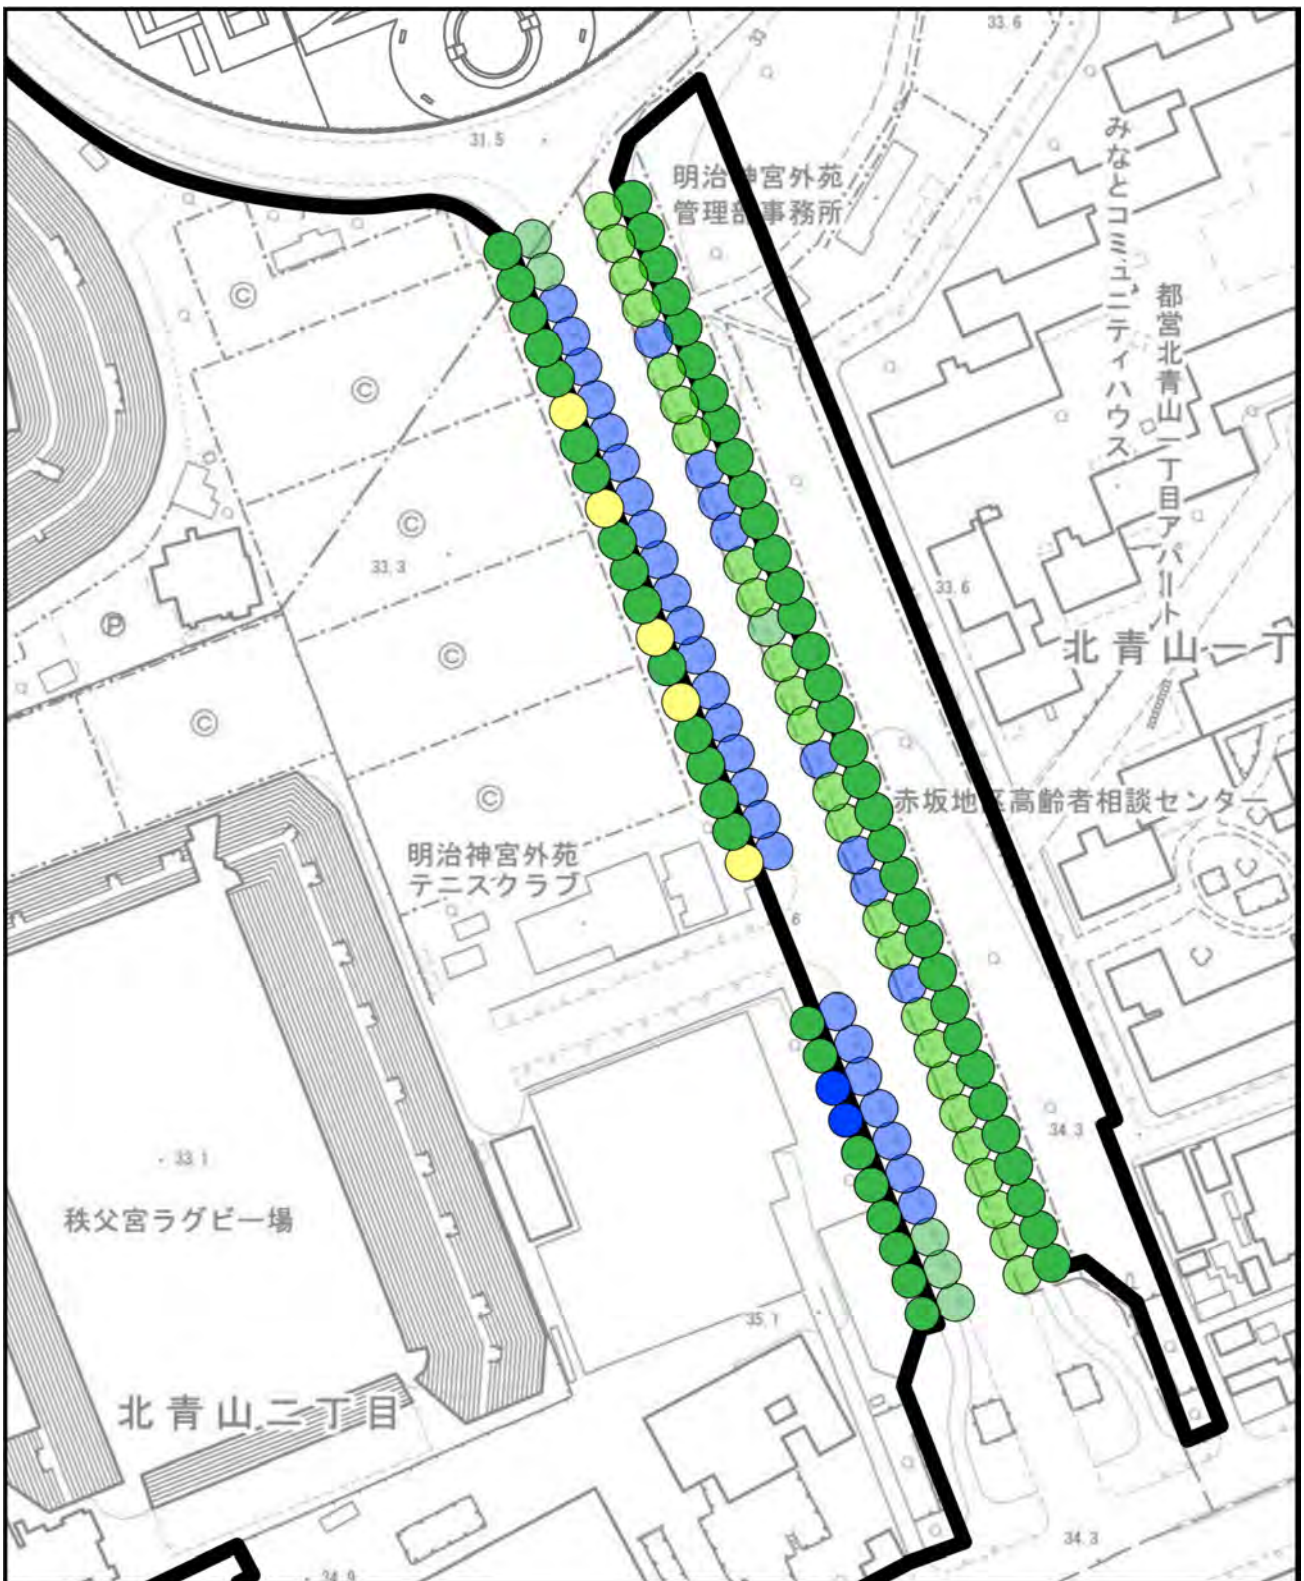 33.6
33
31.5
明治神宮外苑
管理部事務所
みなとコミュニティハウス
都営北青山一丁目アパート
Ⓒ
Ⓒ
Ⓒ
33.3
33.6
Ⓟ
Ⓒ
北青山一丁
Ⓒ
Ⓒ
赤坂地区高齢者相談センター
明治神宮外苑
テニスクラブ
6
34.3
33.1
秩父宮ラグビー場
35.1
北青山二丁目
34.3
34.9